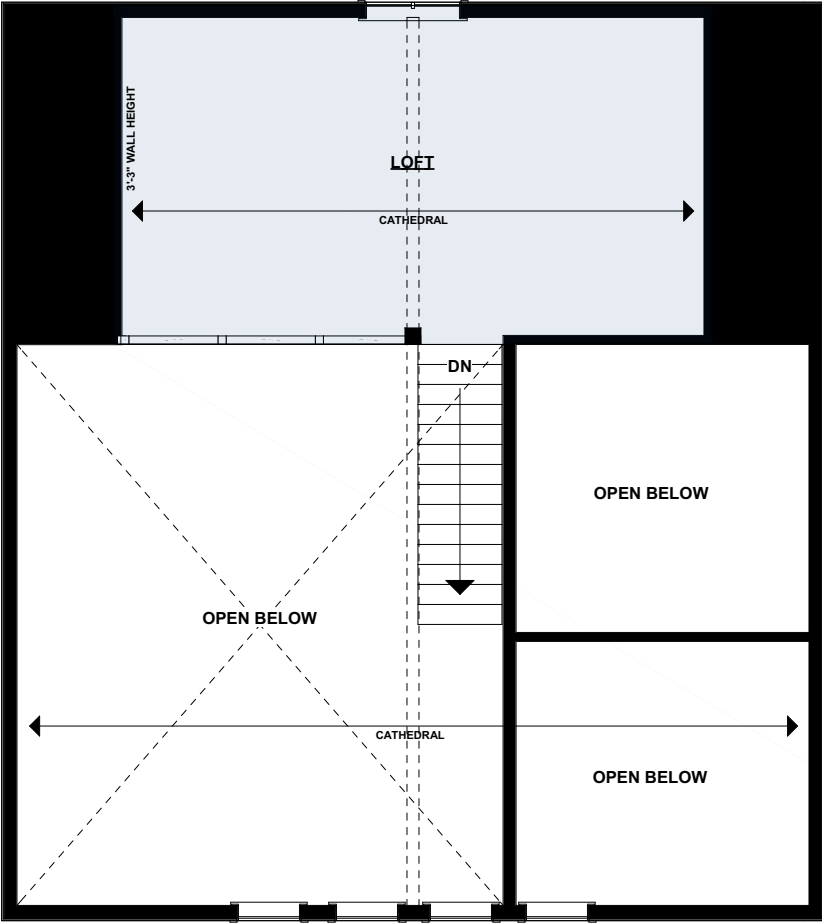 3'-3" WALL HEIGHT
LOFT
CATHEDRAL
DN
OPEN BELOW
OPEN BELOW
CATHEDRAL
OPEN BELOW